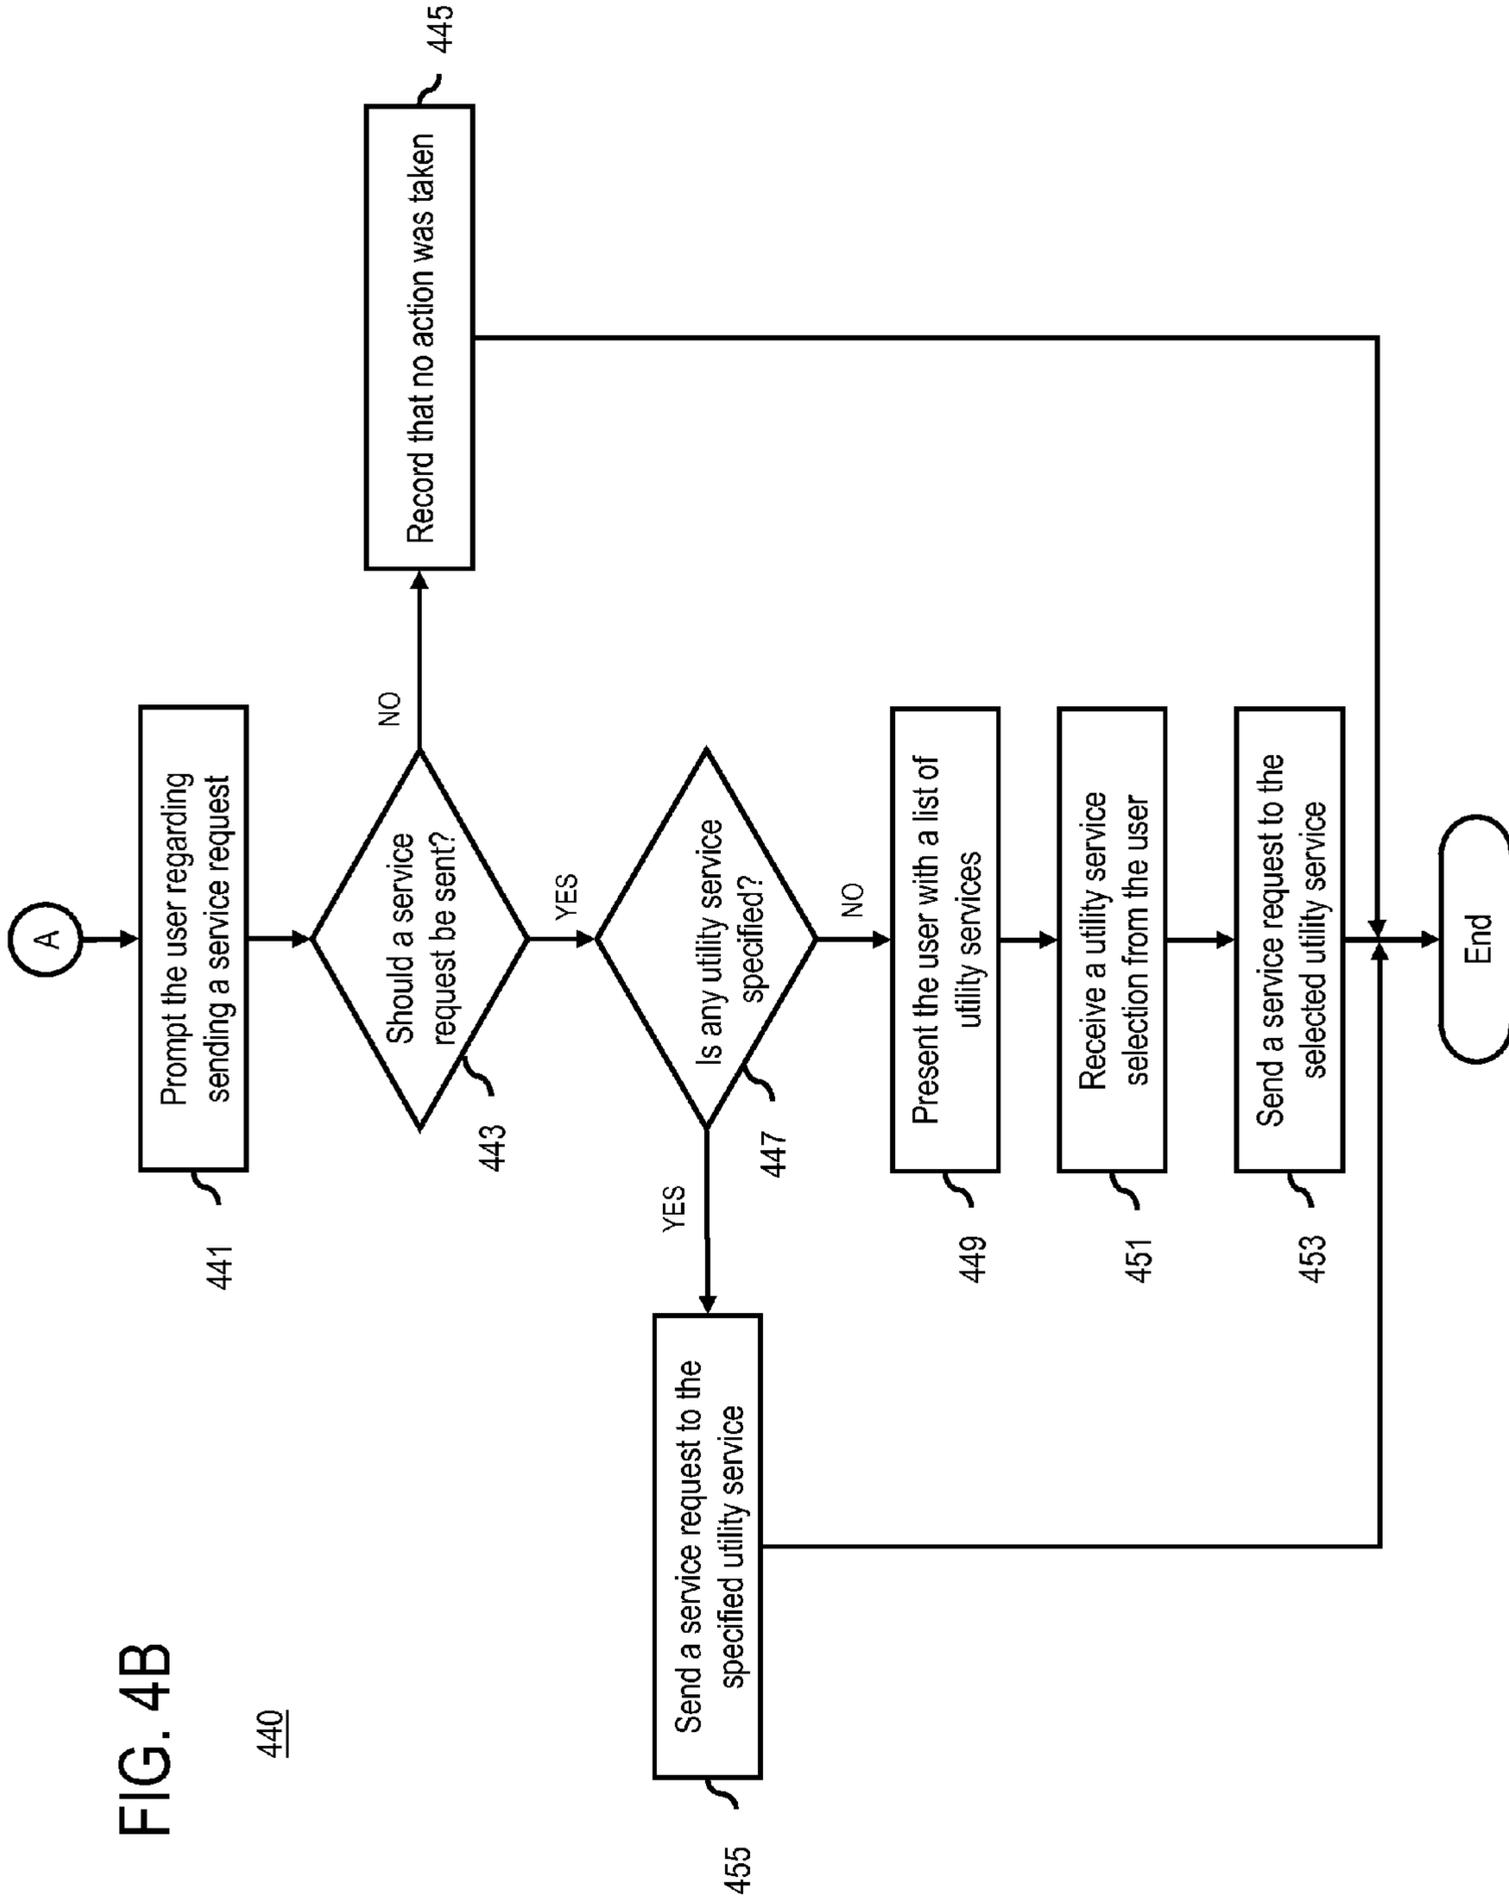 FIG. 4B
440
A
Prompt the user regarding
sending a service request
441
Should a service
request be sent?
443
NO
Record that no action was taken
445
YES
Is any utility service
specified?
447
YES
Send a service request to the
specified utility service
455
NO
Present the user with a list of
utility services
449
Receive a utility service
selection from the user
451
Send a service request to the
selected utility service
453
End